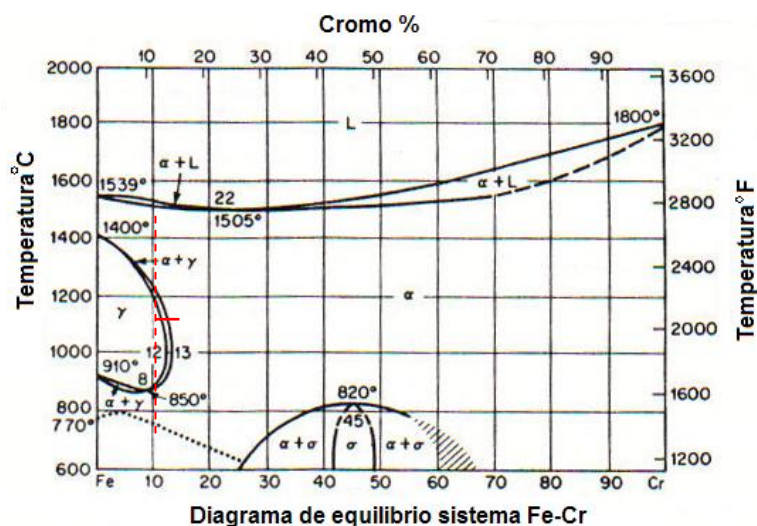 Cromo %
10 20 30 40 50 60 70 80 90
2000
3600
L
1800
1800°
3200
α + L
1539°
22
α+L
1600
1505°
2800
1400°
1400
α+γ
2400
1200
γ
α
2000
1000
12 13
910°
8
820°
1600
α+γ
850°
800
45
770°
α+σ σ α+σ
600
1200
Fe 10 20 30 40 50 60 70 80 90 Cr
Temperatura°C
Temperatura°F
Diagrama de equilibrio sistema Fe-Cr